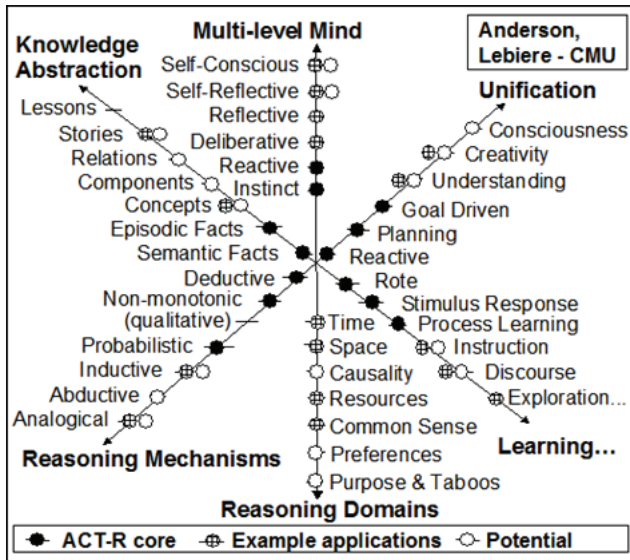 Multi-level Mind
Anderson,
Lebiere - CMU
Knowledge
Abstraction
Self-Conscious
Self-Reflective
Reflective
Deliberative
Reactive
Instinct
Unification
Lessons
Stories
Relations
Components
Concepts
Episodic Facts
Semantic Facts
Consciousness
Creativity
Understanding
Goal Driven
Planning
Reactive
Deductive
Non-monotonic
(qualitative)
Probabilistic
Inductive
Abductive
Analogical
Reasoning Mechanisms
Rote
Stimulus Response
Process Learning
Instruction
Discourse
Exploration...
Learning...
Time
Space
Causality
Resources
Common Sense
Preferences
Purpose & Taboos
Reasoning Domains
ACT-R core Example applications Potential